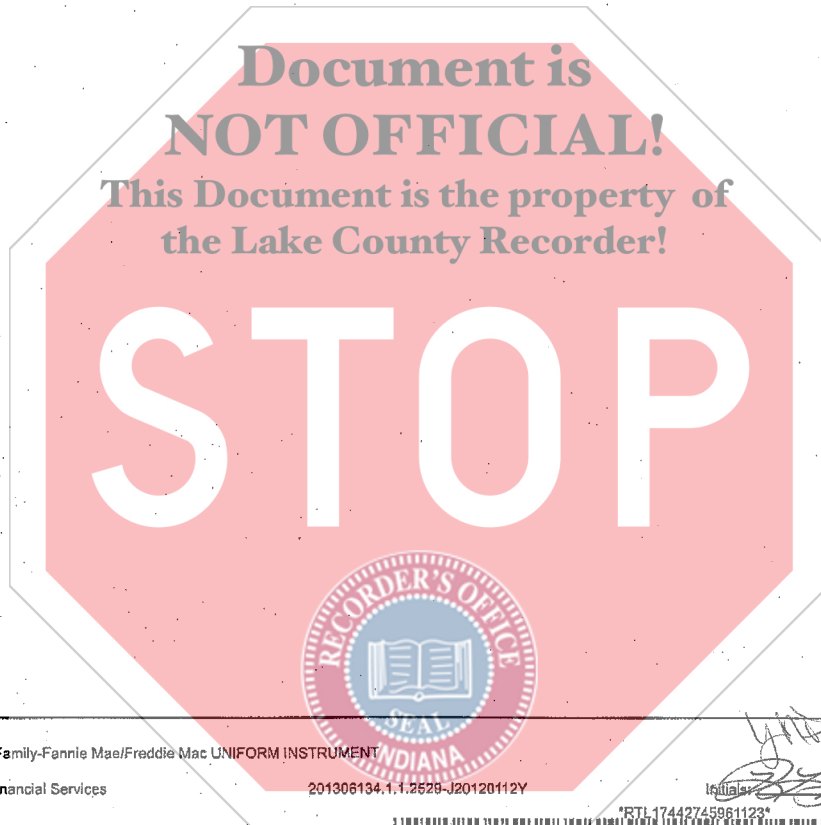 Document is
NOT OFFICIAL!
This Document is the property of
the Lake County Recorder!
STOP
RECORDER'S OFFICE
SEAL
INDIANA
Family-Fannie Mae/Freddie Mac UNIFORM INSTRUMENT
nancial Services
201306134.1.1.2529-J20120112Y
Initials:
*RTL17442745961123*